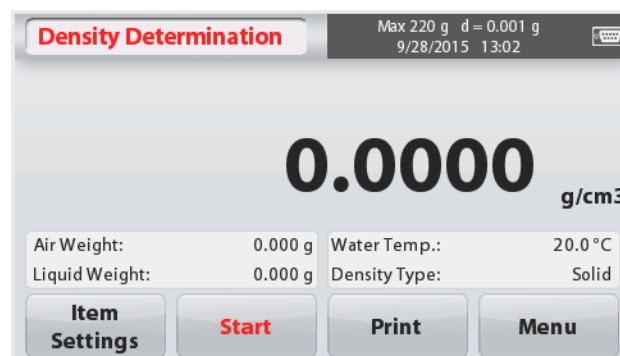 Density Determination
Max 220 g d = 0.001 g
9/28/2015 13:02
0.0000
g/cm3
Air Weight: 0.000 g
Water Temp.: 20.0 °C
Liquid Weight: 0.000 g
Density Type: Solid
Item
Settings
Start
Print
Menu